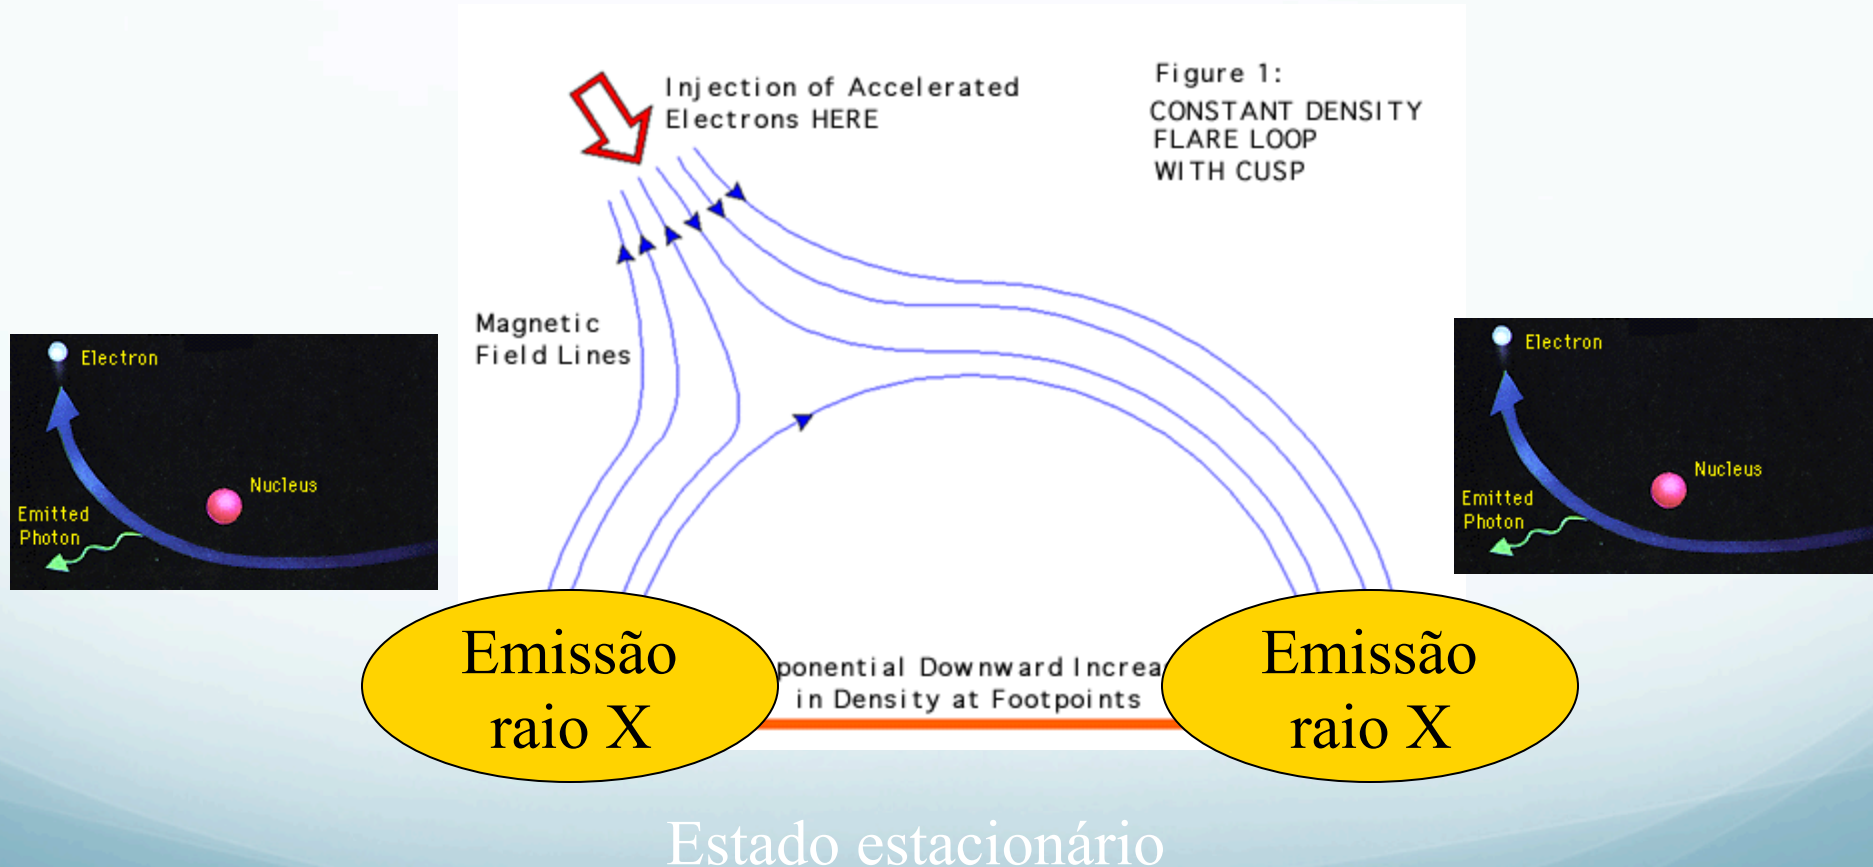 Injection of Accelerated
Electrons HERE
Figure 1:
CONSTANT DENSITY
FLARE LOOP
WITH CUSP
Magnetic
Field Lines
Electron
Nucleus
Emitted
Photon
Electron
Nucleus
Emitted
Photon
Emissão
raio X
ponential Downward Increa
in Density at Footpoints
Emissão
raio X
Estado estacionário